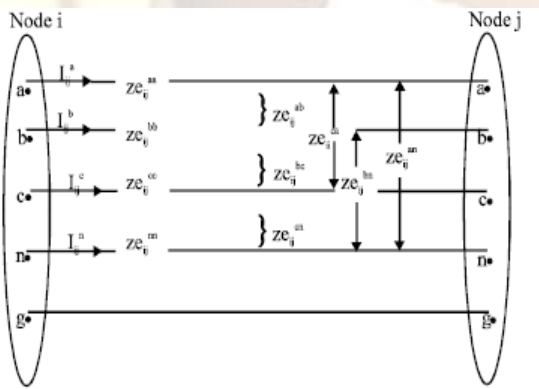 Node i
Node j
a
I_ij^a
ze_ij^aa
a
ze_ij^ab
b
I_ij^b
ze_ij^bb
ze_ij
b
ze_ij^an
c
I_ij^c
ze_ij^cc
ze_ij^bc
ze_ij^bn
c
ze_ij^cn
n
I_ij^n
ze_ij^nn
n
g
g